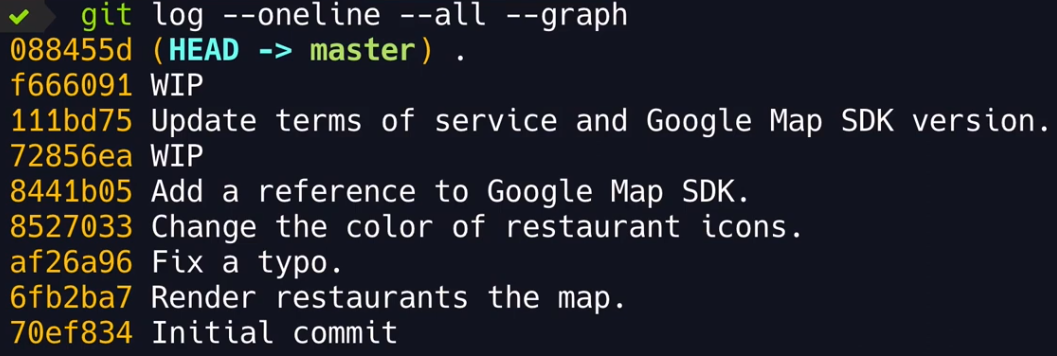 ✔ git log --oneline --all --graph
088455d (HEAD -> master) .
f666091 WIP
111bd75 Update terms of service and Google Map SDK version.
72856ea WIP
8441b05 Add a reference to Google Map SDK.
8527033 Change the color of restaurant icons.
af26a96 Fix a typo.
6fb2ba7 Render restaurants the map.
70ef834 Initial commit